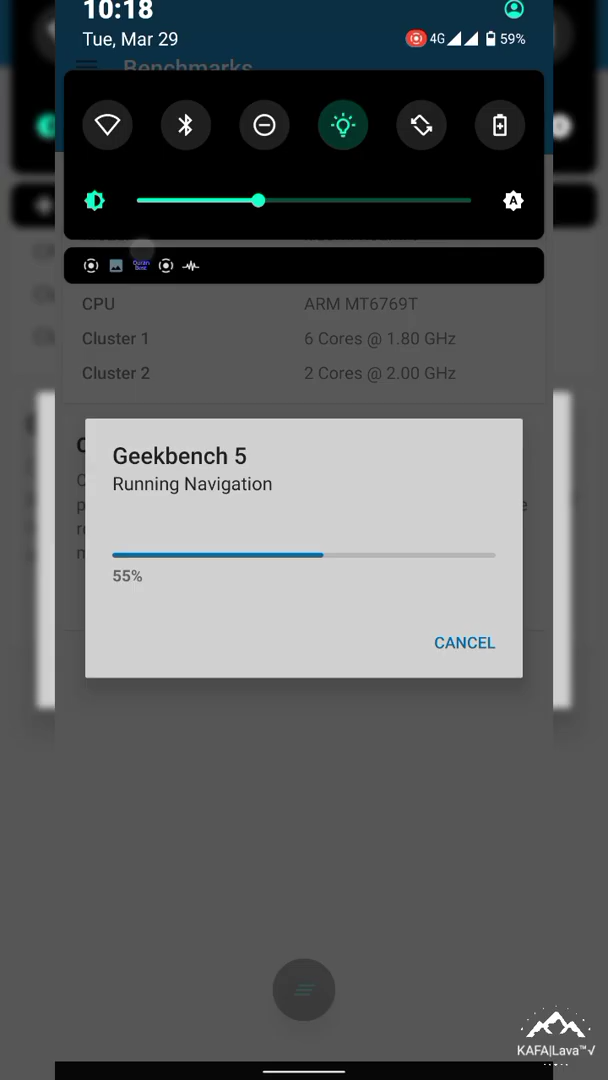 10:18
Tue, Mar 29
4G
59%
Benchmarks
A
CPU
ARM MT6769T
Cluster 1
6 Cores @ 1.80 GHz
Cluster 2
2 Cores @ 2.00 GHz
Geekbench 5
Running Navigation
55%
CANCEL
KAFA|Lava™√